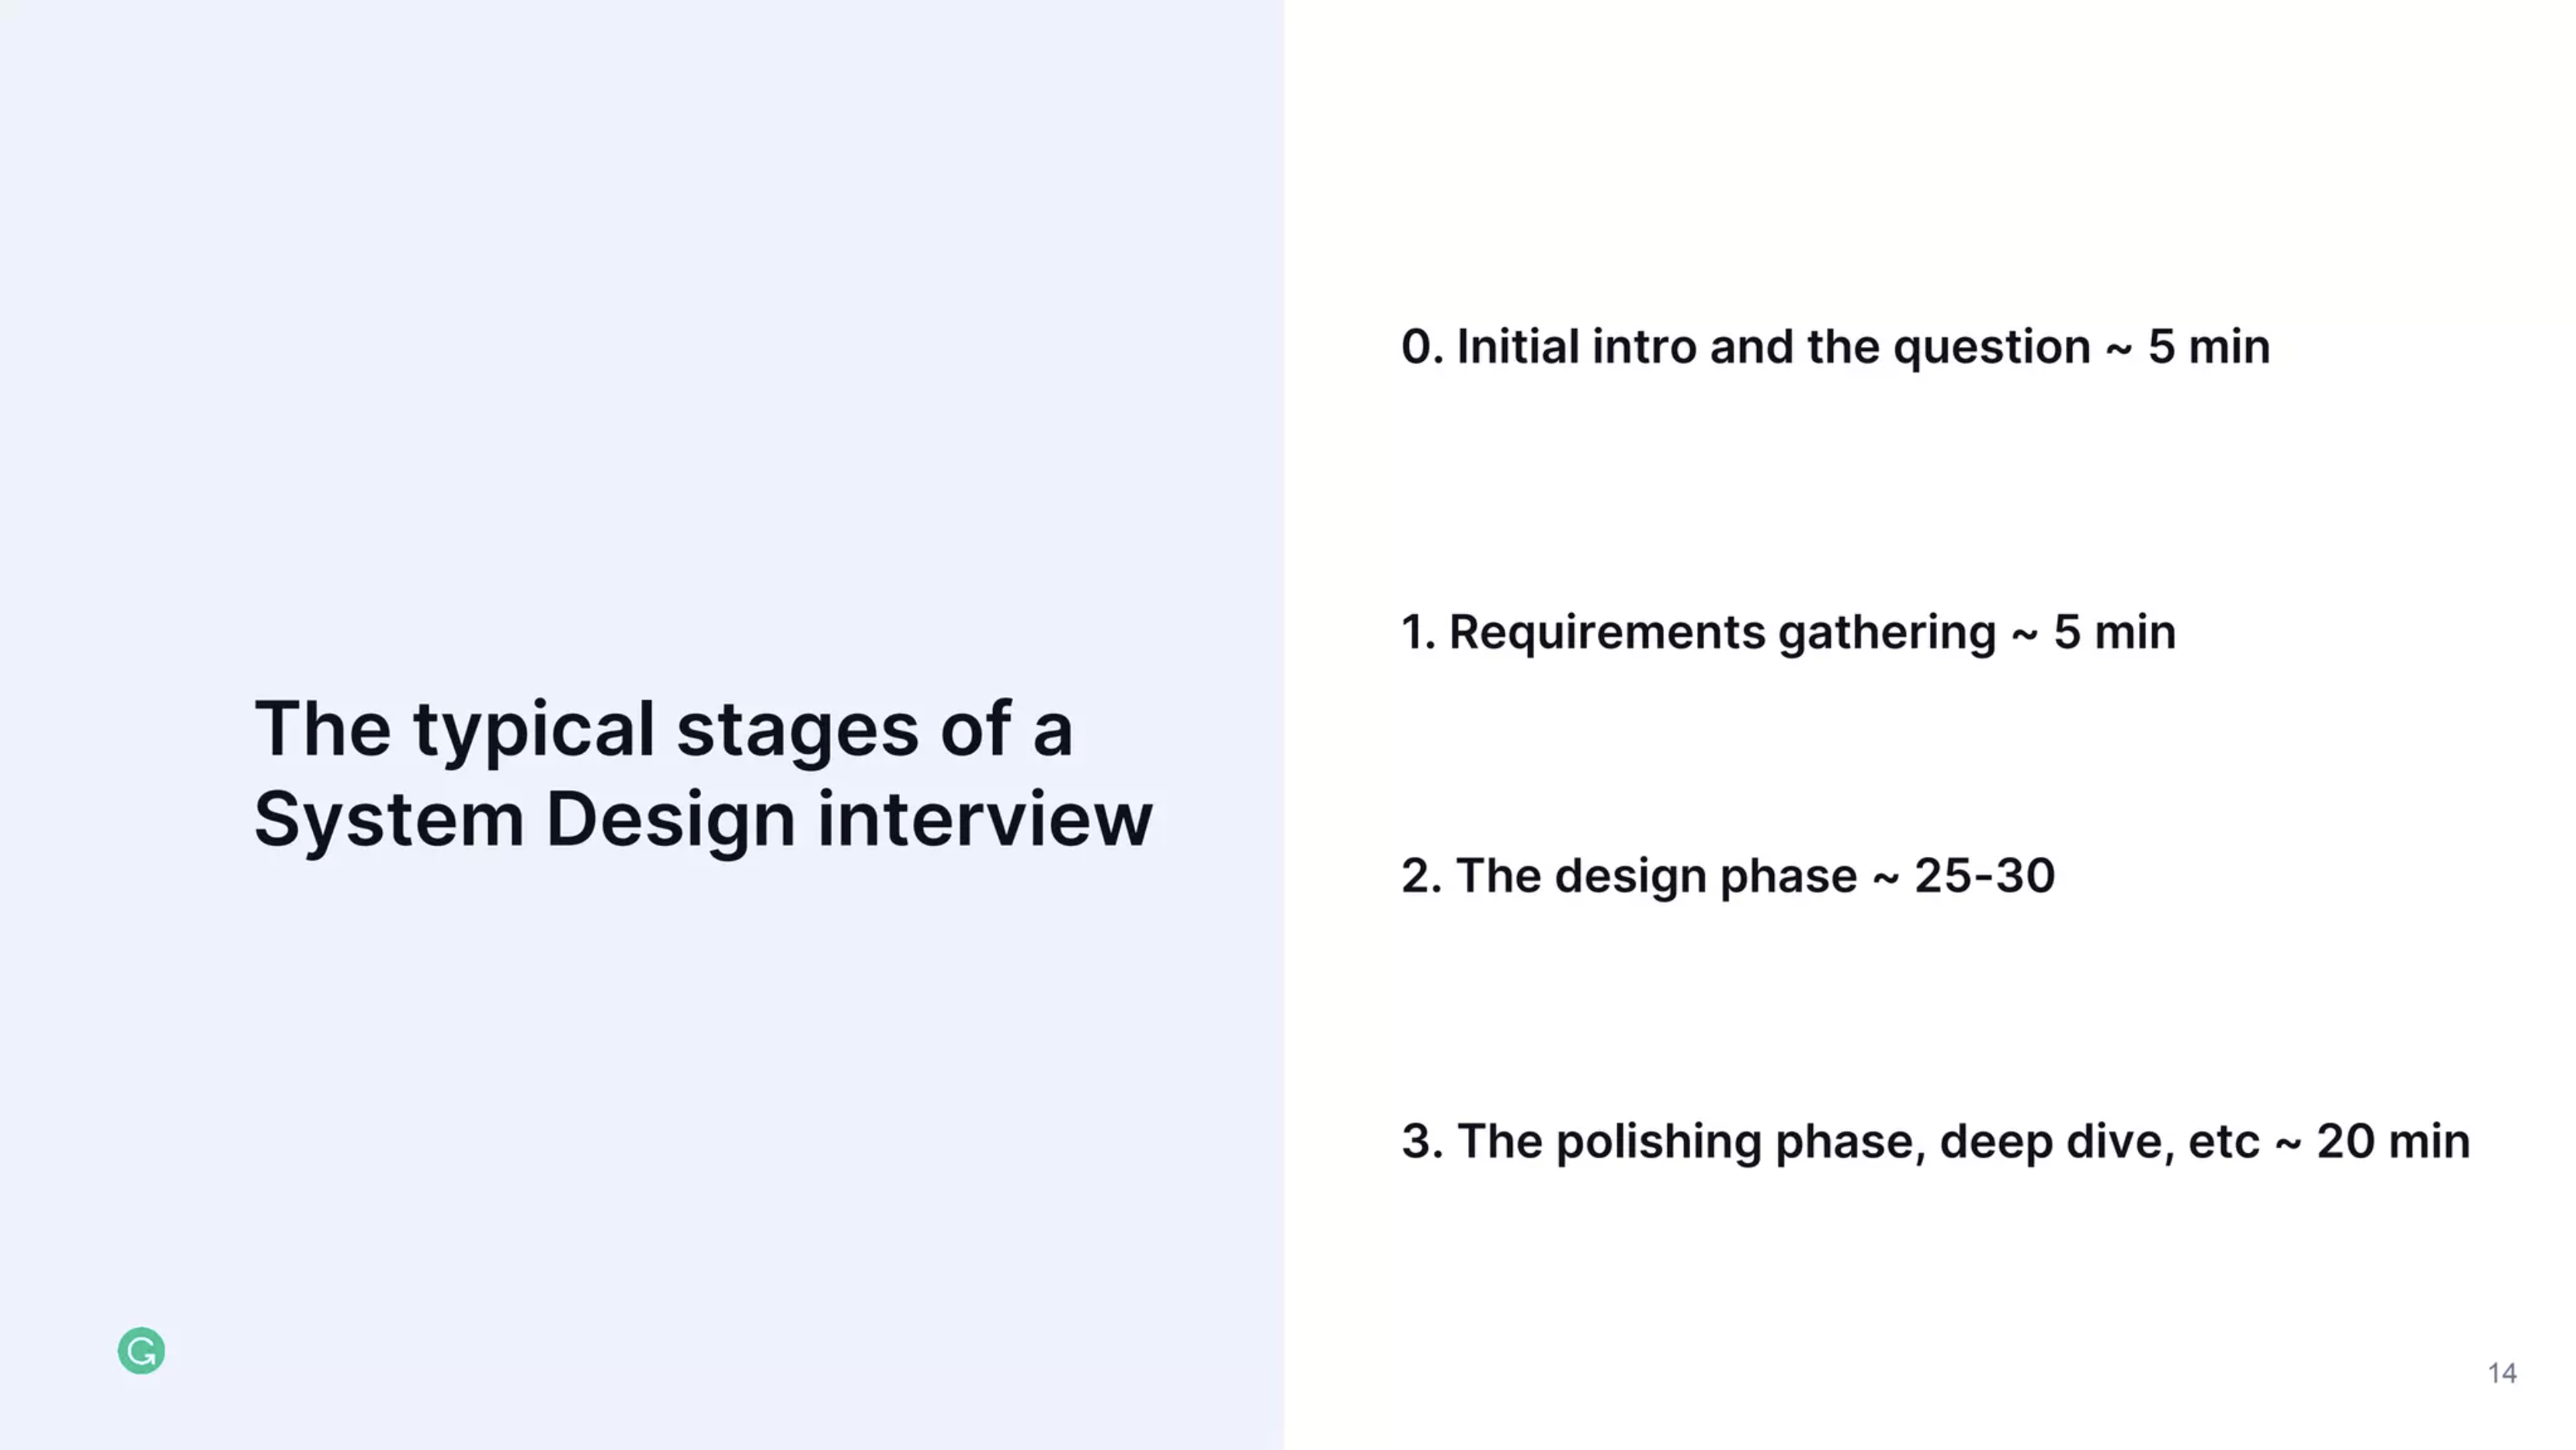 The typical stages of a
System Design interview
0. Initial intro and the question ~ 5 min
1. Requirements gathering ~ 5 min
2. The design phase ~ 25-30
3. The polishing phase, deep dive, etc ~ 20 min
14